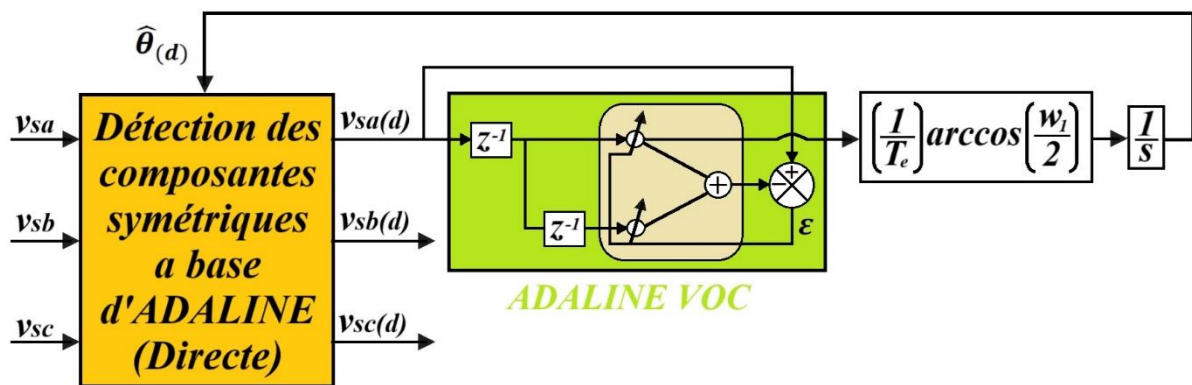 θ̂(d)
vsa
vsb
vsc
Détection des
composantes
symétriques
a base
d'ADALINE
(Directe)
vsa(d)
vsb(d)
vsc(d)
z⁻¹
z⁻¹
+
+
−
ε
ADALINE VOC
(1/Tₑ) arccos (w₁/2)
1/s